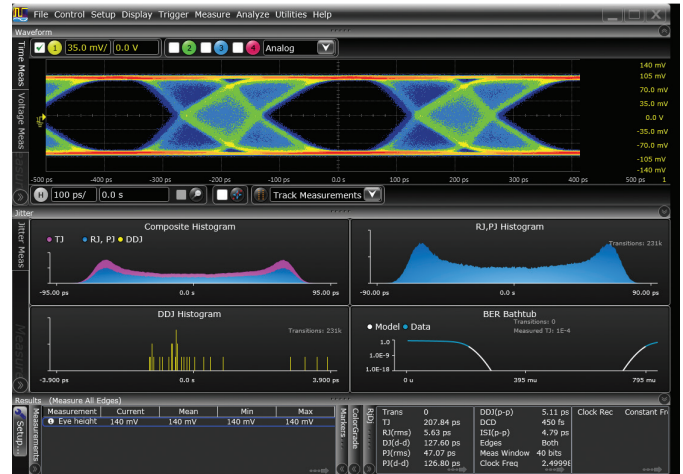 File Control Setup Display Trigger Measure Analyze Utilities Help
Waveform
1 35.0 mV/ 0.0 V 2 3 4 Analog
Time Meas
Voltage Meas
140 mV
105 mV
70.0 mV
35.0 mV
0.0 V
-35.0 mV
-70.0 mV
-105 mV
-140 mV
-500 ps -400 ps -300 ps -200 ps -100 ps 0.0 s 100 ps 200 ps 300 ps 400 ps 500 ps 1
H 100 ps/ 0.0 s Track Measurements
Jitter
Jitter Meas
Composite Histogram
TJ RJ, PJ DDJ
-95.00 ps 0.0 s 95.00 ps
RJ,PJ Histogram
Transitions: 231k
-90.00 ps 0.0 s 90.00 ps
DDJ Histogram
Transitions: 231k
-3.900 ps 0.0 s 3.900 ps
BER Bathtub
Transitions: 0
Model Data
Measured TJ: 1E-4
1.0
1.0E-9
1.0E-18
0 u 395 mu 795 mu
Results (Measure All Edges)
Setup...
Measurements
Measurement Current Mean Min Max
Eye height 140 mV 140 mV 140 mV 140 mV
Markers...
ColorGrade
RJDJ
Trans 0 DDJ(p-p) 5.11 ps Clock Rec Constant Fr
TJ 207.84 ps DCD 450 fs
RJ(rms) 5.63 ps ISI(p-p) 4.79 ps
DJ(d-d) 127.60 ps Edges Both
PJ(rms) 47.07 ps Meas Window 40 bits
PJ(d-d) 126.80 ps Clock Freq 2.4999E